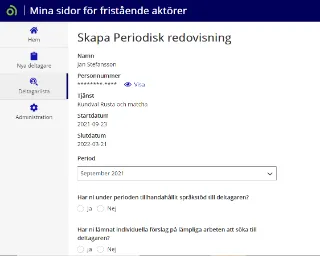 Mina sidor för fristående aktörer
Hem
Nya deltagare
Deltagarlista
Administration
Skapa Periodisk redovisning
Namn
Jan Stefansson
Personnummer
********-**** Visa
Tjänst
Kundval Rusta och matcha
Startdatum
2021-09-23
Slutdatum
2022-03-21
Period
September 2021
Har ni under perioden tillhandahållit språkstöd till deltagaren?
Ja Nej
Har ni lämnat individuella förslag på lämpliga arbeten att söka till
deltagaren?
Ja Nej